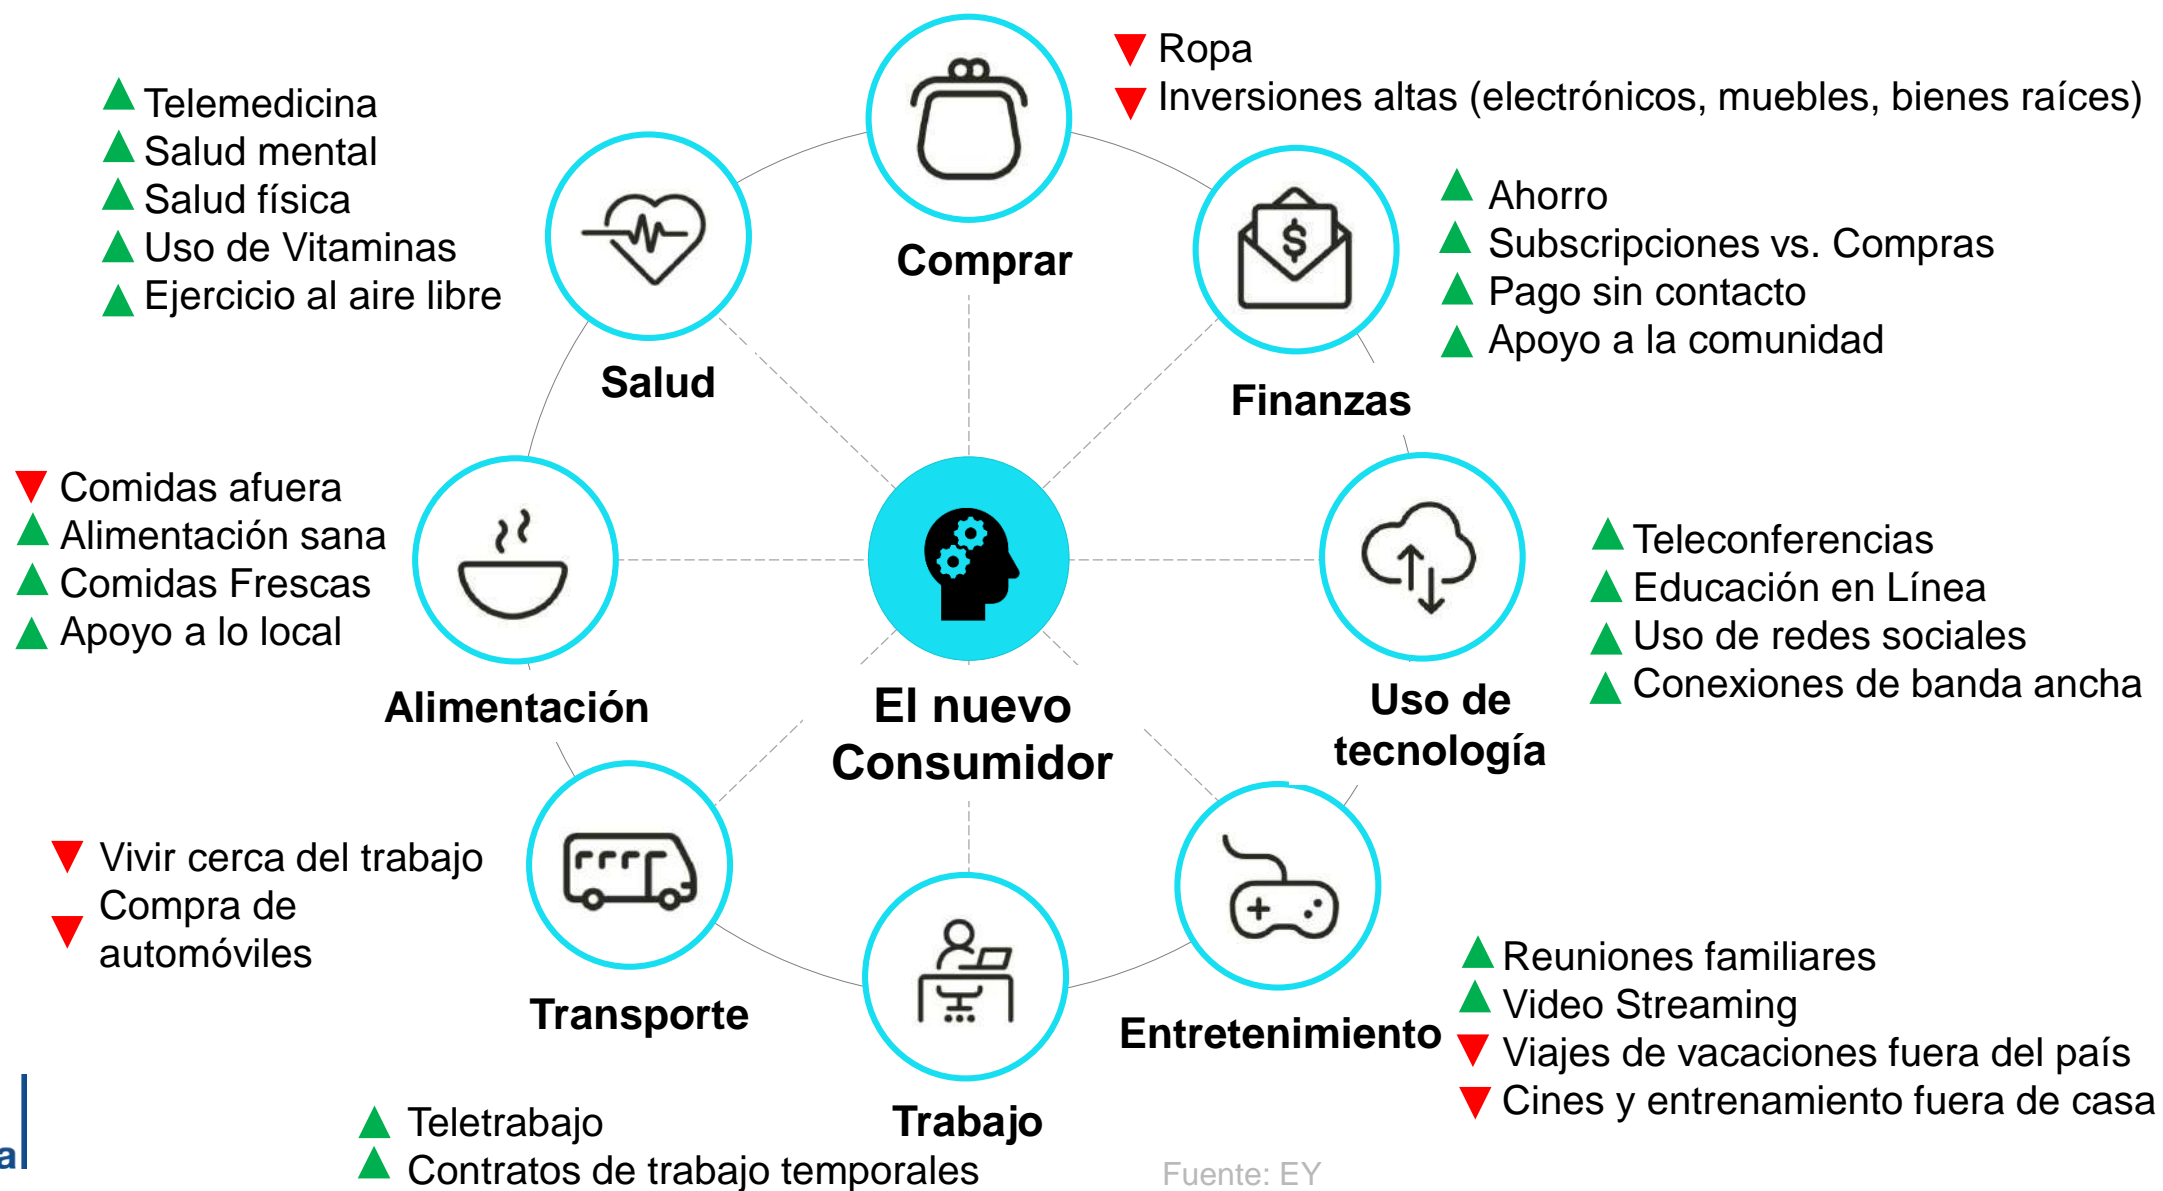 Ropa
Inversiones altas (electrónicos, muebles, bienes raíces)
Comprar
Telemedicina
Salud mental
Salud física
Uso de Vitaminas
Ejercicio al aire libre
Salud
Ahorro
Subscripciones vs. Compras
Pago sin contacto
Apoyo a la comunidad
$
Finanzas
Comidas afuera
Alimentación sana
Comidas Frescas
Apoyo a lo local
Alimentación
El nuevo
Consumidor
Teleconferencias
Educación en Línea
Uso de redes sociales
Conexiones de banda ancha
Uso de
tecnología
Vivir cerca del trabajo
Compra de
automóviles
Transporte
Reuniones familiares
Video Streaming
Viajes de vacaciones fuera del país
Cines y entrenamiento fuera de casa
Entretenimiento
Teletrabajo
Contratos de trabajo temporales
Trabajo
Fuente: EY
a